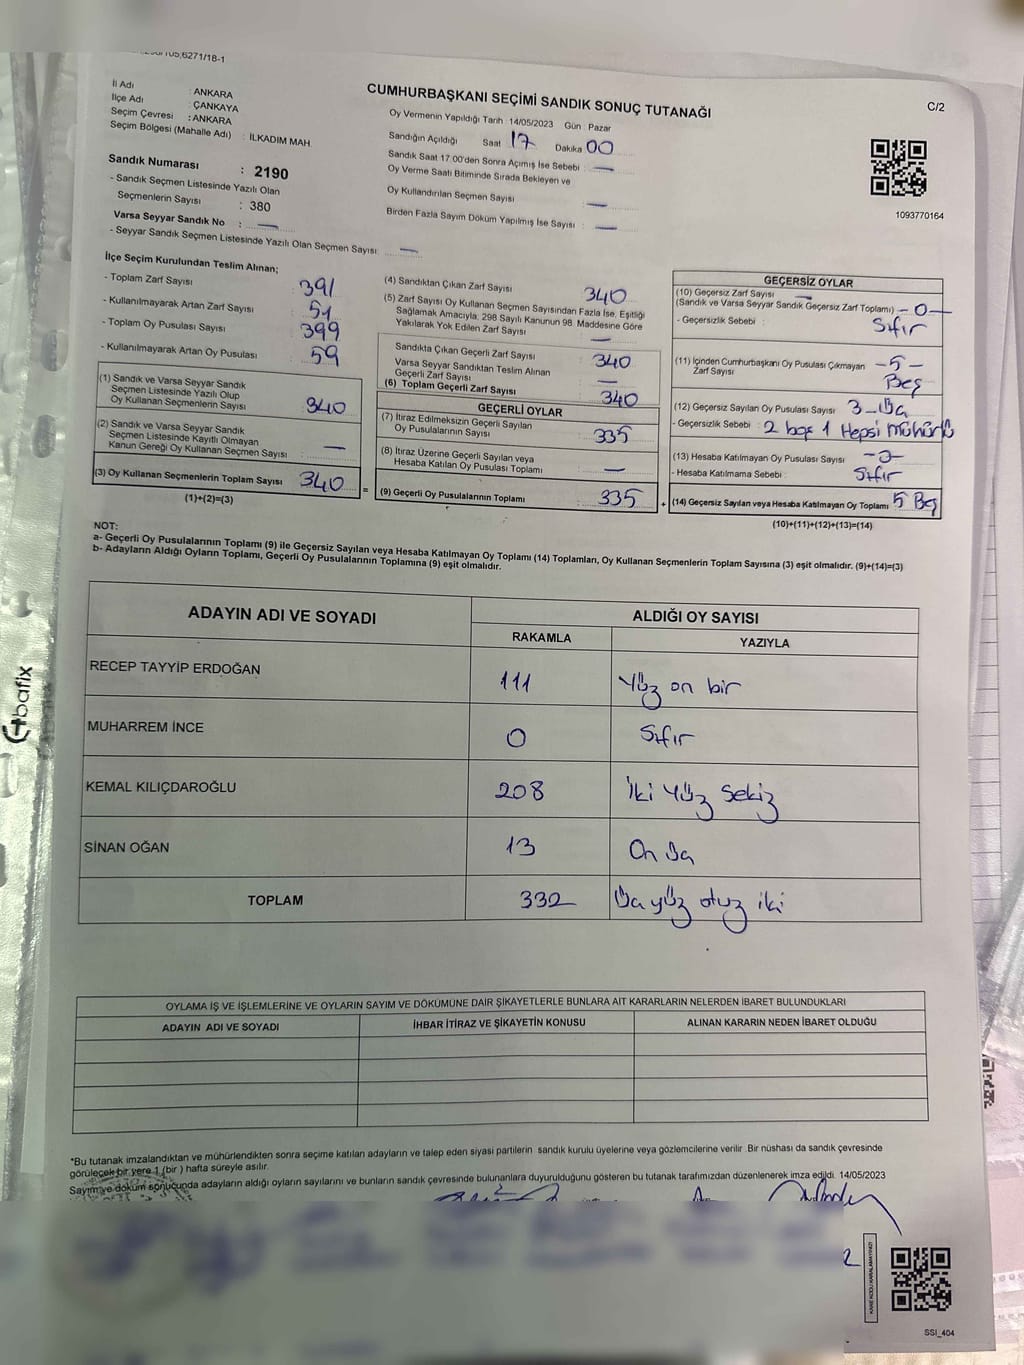 6271/18-1
CUMHURBAŞKANI SEÇİMİ SANDIK SONUÇ TUTANAĞI
C/2
İl Adı : ANKARA
İlçe Adı : ÇANKAYA
Seçim Çevresi : ANKARA
Seçim Bölgesi (Mahalle Adı) : İLKADIM MAH.
Oy Vermenin Yapıldığı Tarih : 14/05/2023 Gün : Pazar
Sandığın Açıldığı Saat 17 Dakika 00
Sandık Saat 17.00'den Sonra Açımış İse Sebebi : —
Oy Verme Saati Bitiminde Sırada Bekleyen ve
Oy Kullandırılan Seçmen Sayısı : —
Birden Fazla Sayım Döküm Yapılmış İse Sayısı : —
1093770164
Sandık Numarası : 2190
- Sandık Seçmen Listesinde Yazılı Olan
Seçmenlerin Sayısı : 380
Varsa Seyyar Sandık No : —
- Seyyar Sandık Seçmen Listesinde Yazılı Olan Seçmen Sayısı : —
İlçe Seçim Kurulundan Teslim Alınan;
- Toplam Zarf Sayısı : 391
- Kullanılmayarak Artan Zarf Sayısı : 51
- Toplam Oy Pusulası Sayısı : 399
- Kullanılmayarak Artan Oy Pusulası : 59
(1) Sandık ve Varsa Seyyar Sandık
Seçmen Listesinde Yazılı Olup
Oy Kullanan Seçmenlerin Sayısı : 340
(2) Sandık ve Varsa Seyyar Sandık
Seçmen Listesinde Kayıtlı Olmayan
Kanun Gereği Oy Kullanan Seçmen Sayısı : —
(3) Oy Kullanan Seçmenlerin Toplam Sayısı : 340
(1)+(2)=(3)
(4) Sandıktan Çıkan Zarf Sayısı : 340
(5) Zarf Sayısı Oy Kullanan Seçmen Sayısından Fazla İse, Eşitliği
Sağlamak Amacıyla, 298 Sayılı Kanunun 98. Maddesine Göre
Yakılarak Yok Edilen Zarf Sayısı : —
Sandıkta Çıkan Geçerli Zarf Sayısı : 340
Varsa Seyyar Sandıktan Teslim Alınan
Geçerli Zarf Sayısı : —
(6) Toplam Geçerli Zarf Sayısı : 340
GEÇERLİ OYLAR
(7) İtiraz Edilmeksizin Geçerli Sayılan
Oy Pusulalarının Sayısı : 335
(8) İtiraz Üzerine Geçerli Sayılan veya
Hesaba Katılan Oy Pusulası Toplamı : —
(9) Geçerli Oy Pusulalarının Toplamı : 335
GEÇERSİZ OYLAR
(10) Geçersiz Zarf Sayısı
(Sandık ve Varsa Seyyar Sandık Geçersiz Zarf Toplamı) : — 0 —
- Geçersizlik Sebebi : Sıfır
(11) İçinden Cumhurbaşkanı Oy Pusulası Çıkmayan
Zarf Sayısı : — 5 — Beş
(12) Geçersiz Sayılan Oy Pusulası Sayısı : 3 - Üç
- Geçersizlik Sebebi : 2 boş 1 Hepsi mühürlü
(13) Hesaba Katılmayan Oy Pusulası Sayısı : — 0 —
- Hesaba Katılmama Sebebi : Sıfır
(14) Geçersiz Sayılan veya Hesaba Katılmayan Oy Toplamı : 5 Beş
(10)+(11)+(12)+(13)=(14)
NOT:
a- Geçerli Oy Pusulalarının Toplamı (9) ile Geçersiz Sayılan veya Hesaba Katılmayan Oy Toplamı (14) Toplamları, Oy Kullanan Seçmenlerin Toplam Sayısına (3) eşit olmalıdır. (9)+(14)=(3)
b- Adayların Aldığı Oyların Toplamı, Geçerli Oy Pusulalarının Toplamına (9) eşit olmalıdır.
ADAYIN ADI VE SOYADI ALDIĞI OY SAYISI
RAKAMLA YAZIYLA
RECEP TAYYİP ERDOĞAN 111 Yüz on bir
MUHARREM İNCE 0 Sıfır
KEMAL KILIÇDAROĞLU 208 İki Yüz Sekiz
SİNAN OĞAN 13 On Üç
TOPLAM 332 Üç yüz otuz iki
OYLAMA İŞ VE İŞLEMLERİNE VE OYLARIN SAYIM VE DÖKÜMÜNE DAİR ŞİKAYETLERLE BUNLARA AİT KARARLARIN NELERDEN İBARET BULUNDUKLARI
ADAYIN ADI VE SOYADI İHBAR İTİRAZ VE ŞİKAYETİN KONUSU ALINAN KARARIN NEDEN İBARET OLDUĞU
*Bu tutanak imzalandıktan ve mühürlendikten sonra seçime katılan adayların ve talep eden siyasi partilerin sandık kurulu üyelerine veya gözlemcilerine verilir. Bir nüshası da sandık çevresinde
görülecek bir yere 1 (bir) hafta süreyle asılır.
Sayım ve döküm sonucunda adayların aldığı oyların sayılarını ve bunların sandık çevresinde bulunanlara duyurulduğunu gösteren bu tutanak tarafımızdan düzenlenerek imza edildi. 14/05/2023
KARE KODU KARALAMAYINIZ!
SSI_404
bafix